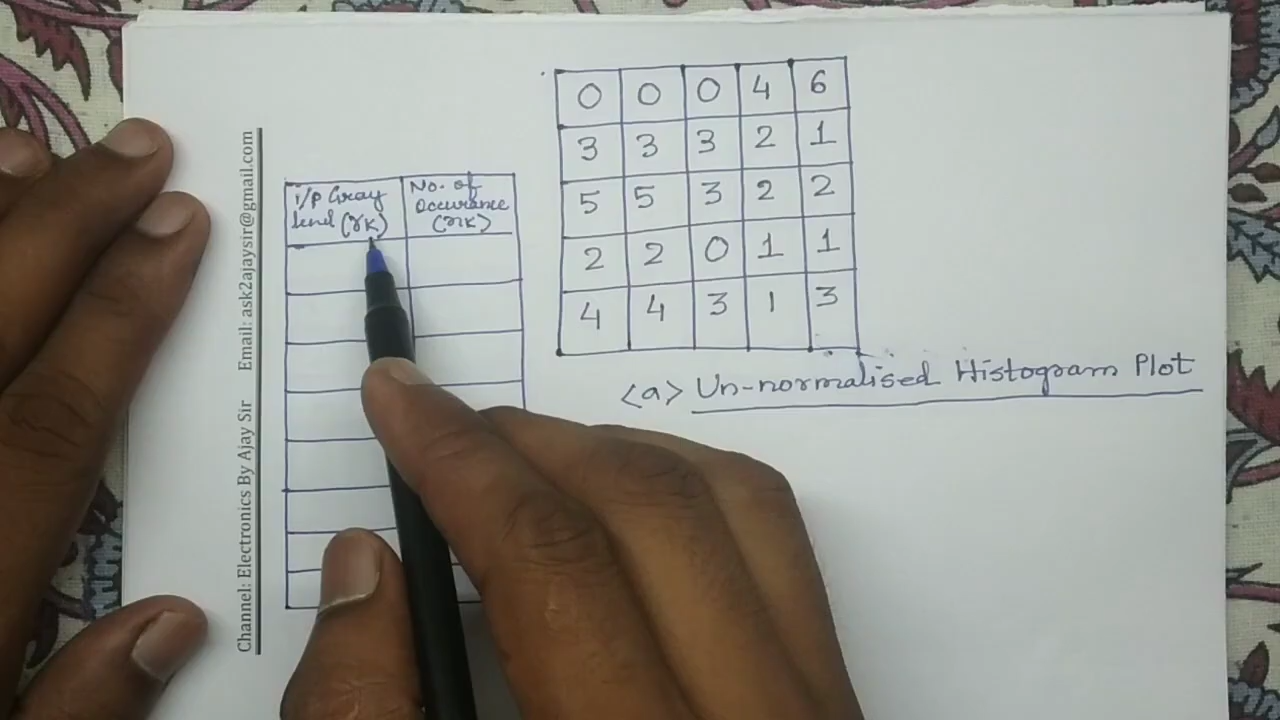 Channel: Electronics By Ajay Sir Email: ask2ajaysir@gmail.com
i/p Gray level (rk)
No. of Occurance (nk)
0 0 0 4 6
3 3 3 2 1
5 5 3 2 2
2 2 0 1 1
4 4 3 1 3
<a> Un-normalised Histogram Plot